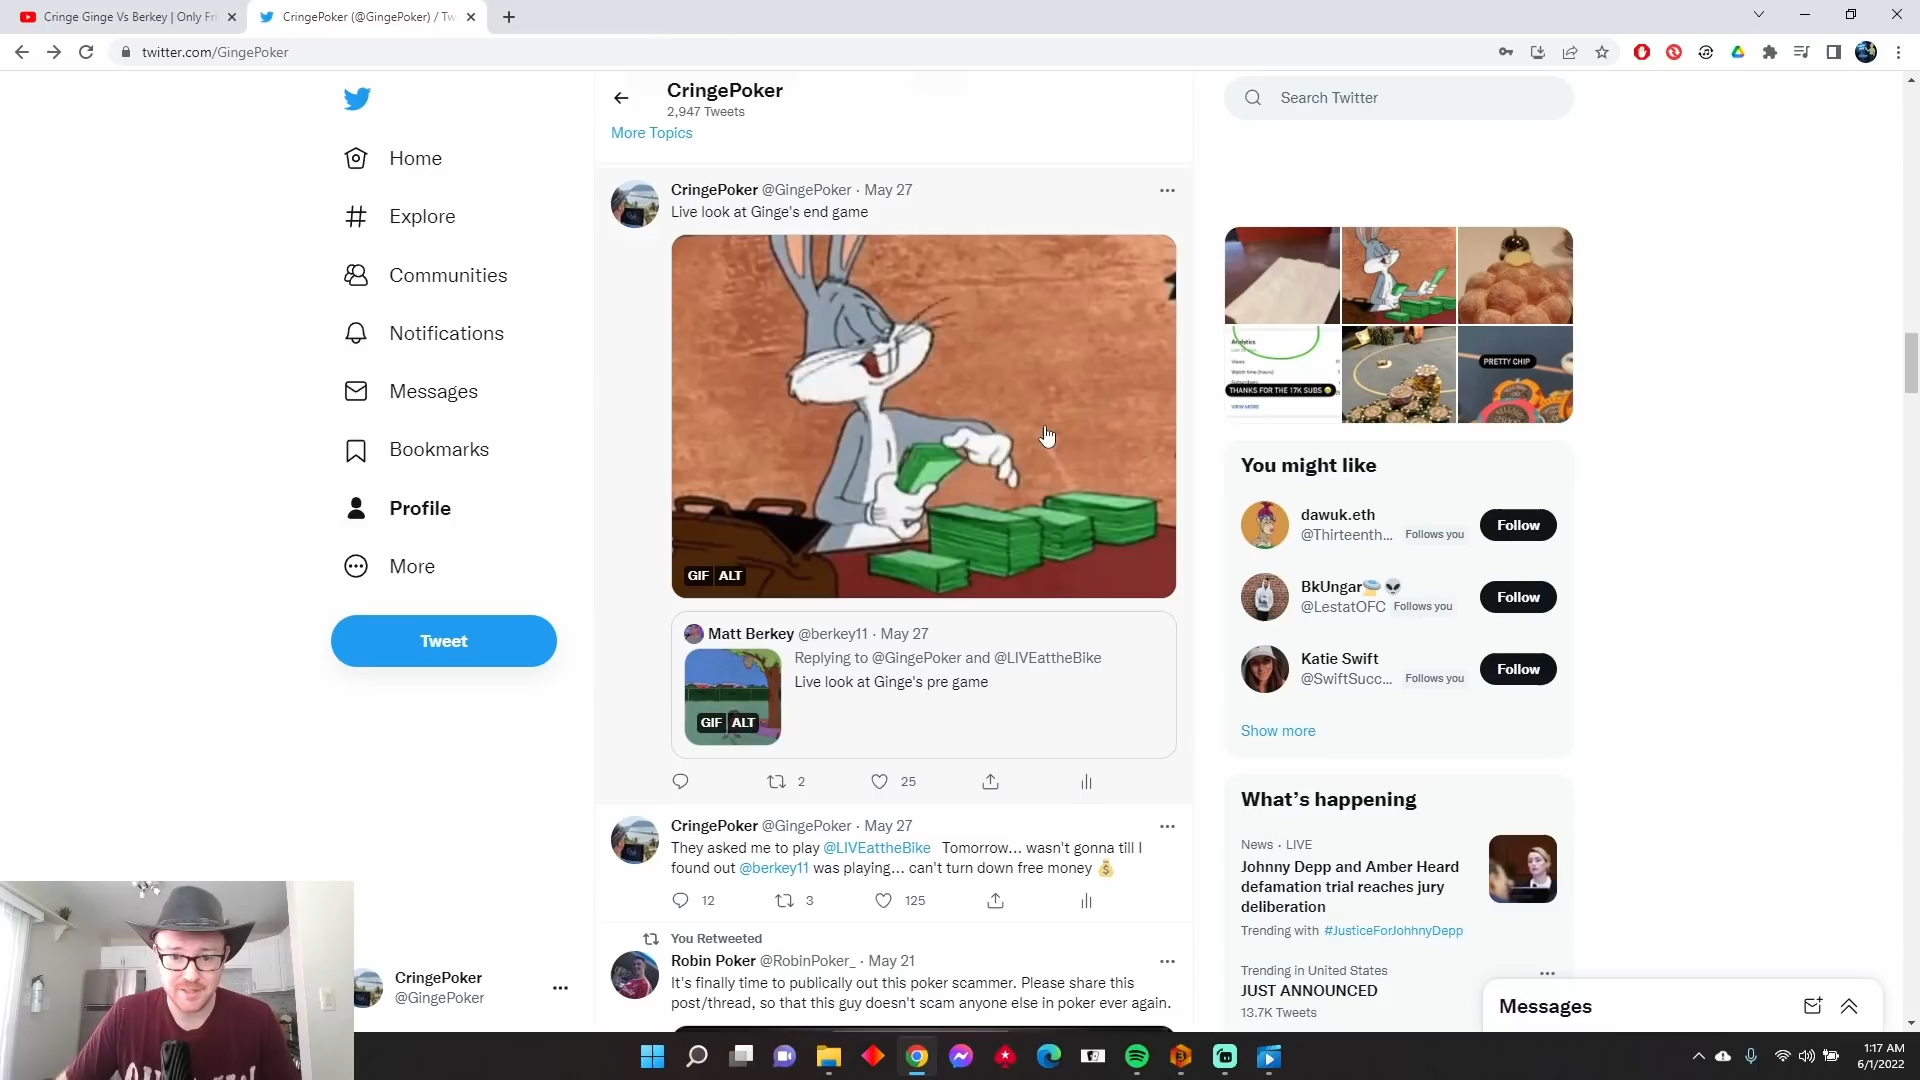 Cringe Ginge Vs Berkey | Only Fri
CringePoker (@GingePoker) / Tw
twitter.com/GingePoker
CringePoker
2,947 Tweets
More Topics
Search Twitter
Home
Explore
Communities
Notifications
Messages
Bookmarks
Profile
More
Tweet
CringePoker @GingePoker · May 27
Live look at Ginge's end game
GIF ALT
Matt Berkey @berkey11 · May 27
Replying to @GingePoker and @LIVEattheBike
Live look at Ginge's pre game
GIF ALT
2
25
CringePoker @GingePoker · May 27
They asked me to play @LIVEattheBike Tomorrow... wasn't gonna till I
found out @berkey11 was playing... can't turn down free money 💰
12
3
125
You Retweeted
Robin Poker @RobinPoker_ · May 21
It's finally time to publically out this poker scammer. Please share this
post/thread, so that this guy doesn't scam anyone else in poker ever again.
Analytics
Views
Watch time (hours)
THANKS FOR THE 17K SUBS
VIEW MORE
PRETTY CHIP
You might like
dawuk.eth
@Thirteenth... Follows you
Follow
BkUngar
@LestatOFC Follows you
Follow
Katie Swift
@SwiftSucc... Follows you
Follow
Show more
What's happening
News · LIVE
Johnny Depp and Amber Heard
defamation trial reaches jury
deliberation
Trending with #JusticeForJohhnyDepp
Trending in United States
JUST ANNOUNCED
13.7K Tweets
Messages
CringePoker
@GingePoker
1:17 AM
6/1/2022